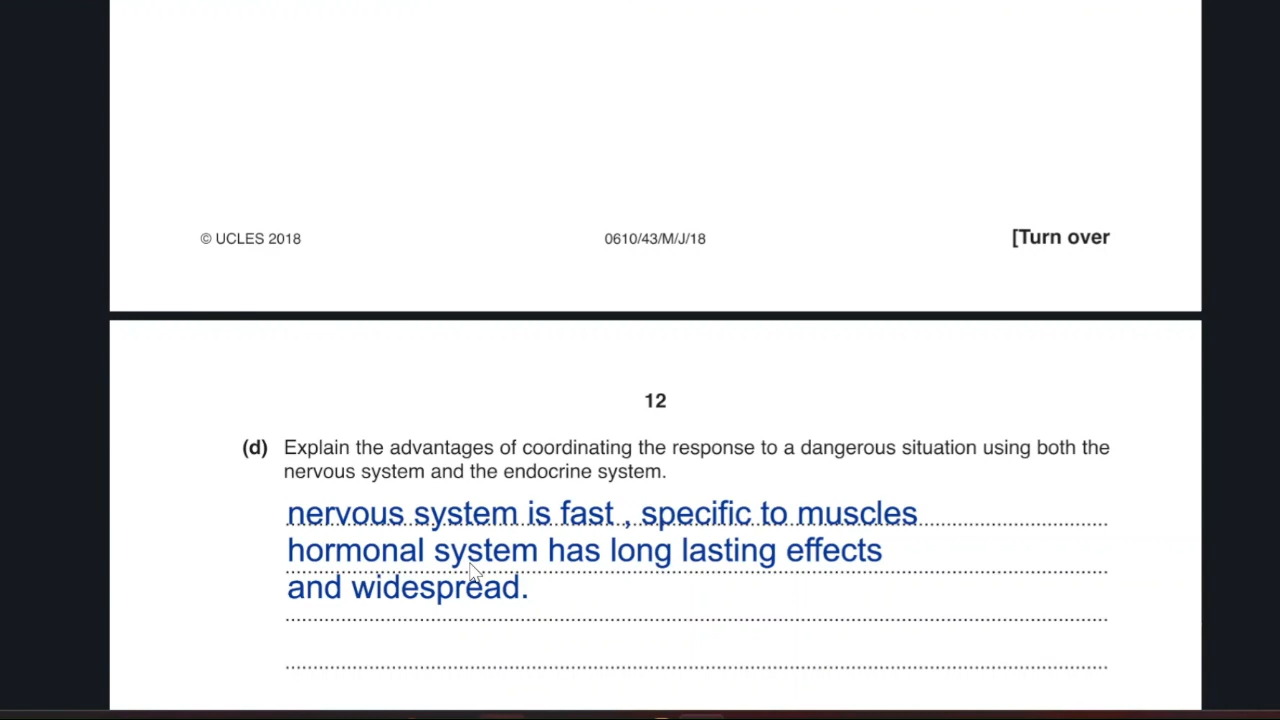 © UCLES 2018 0610/43/M/J/18 [Turn over
12
(d) Explain the advantages of coordinating the response to a dangerous situation using both the
nervous system and the endocrine system.
nervous system is fast , specific to muscles
hormonal system has long lasting effects
and widespread.